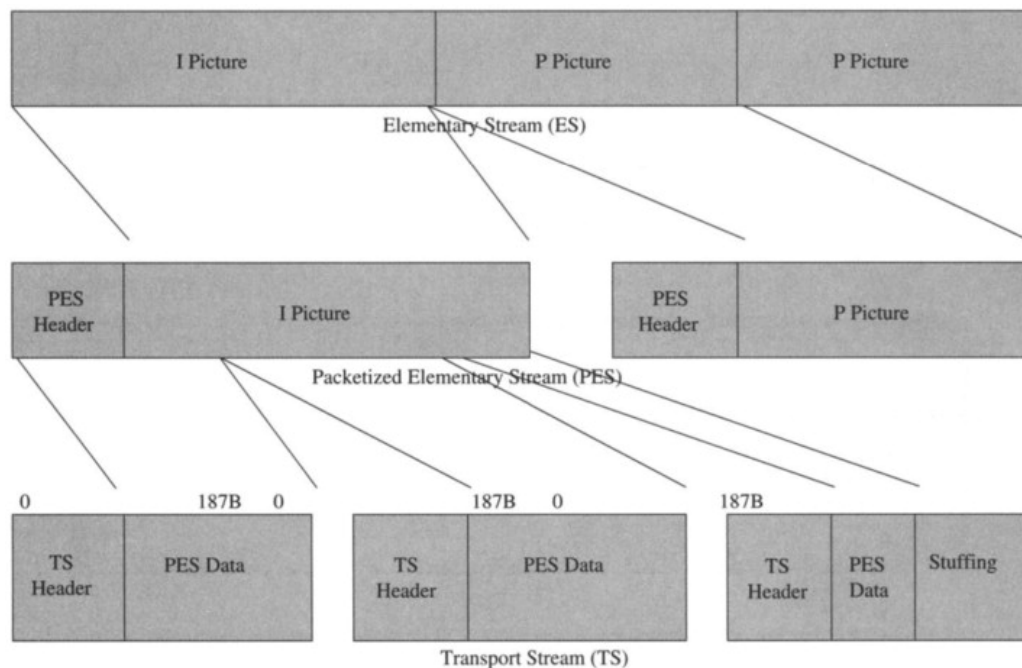 I Picture
P Picture
P Picture
Elementary Stream (ES)
PES
Header
I Picture
PES
Header
P Picture
Packetized Elementary Stream (PES)
0
187B
0
187B
0
187B
TS
Header
PES Data
TS
Header
PES Data
TS
Header
PES
Data
Stuffing
Transport Stream (TS)